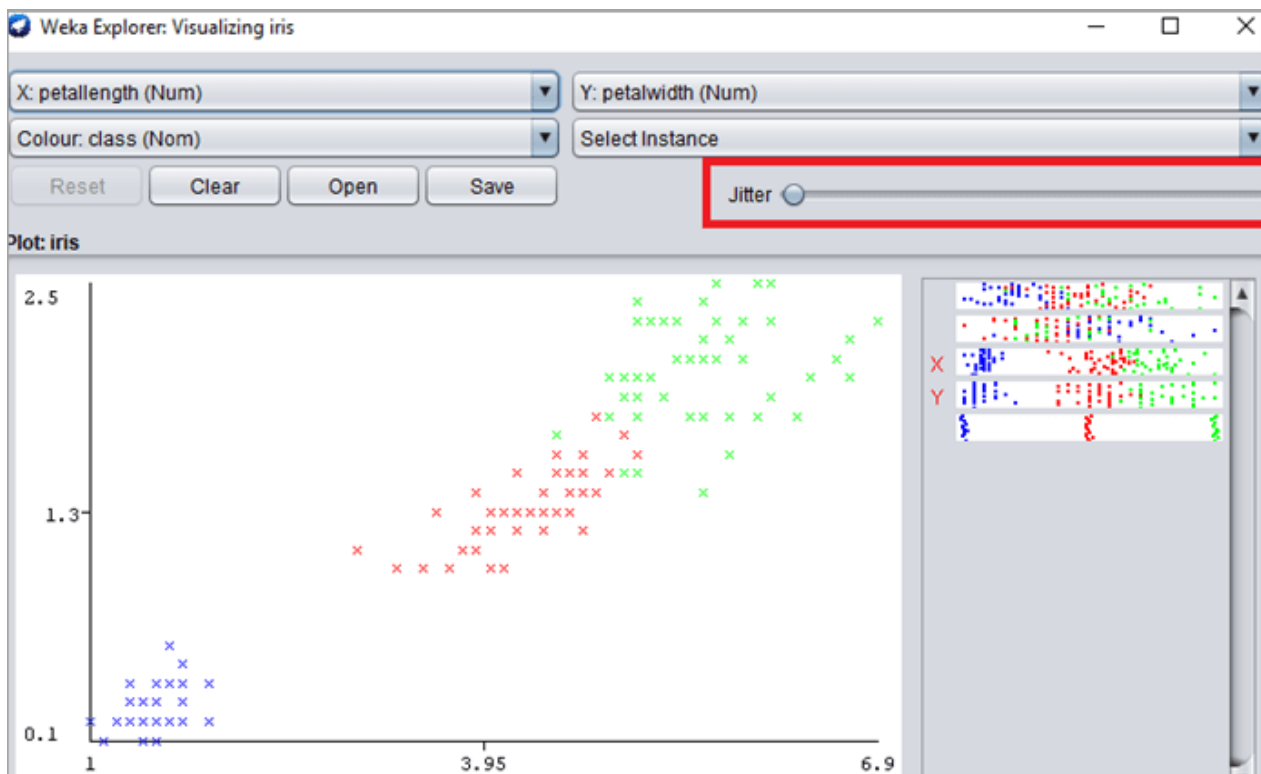 Weka Explorer: Visualizing iris
X: petallength (Num) Y: petalwidth (Num)
Colour: class (Nom) Select Instance
Reset Clear Open Save Jitter
Plot: iris
2.5
X
Y
1.3
0.1
1 3.95 6.9